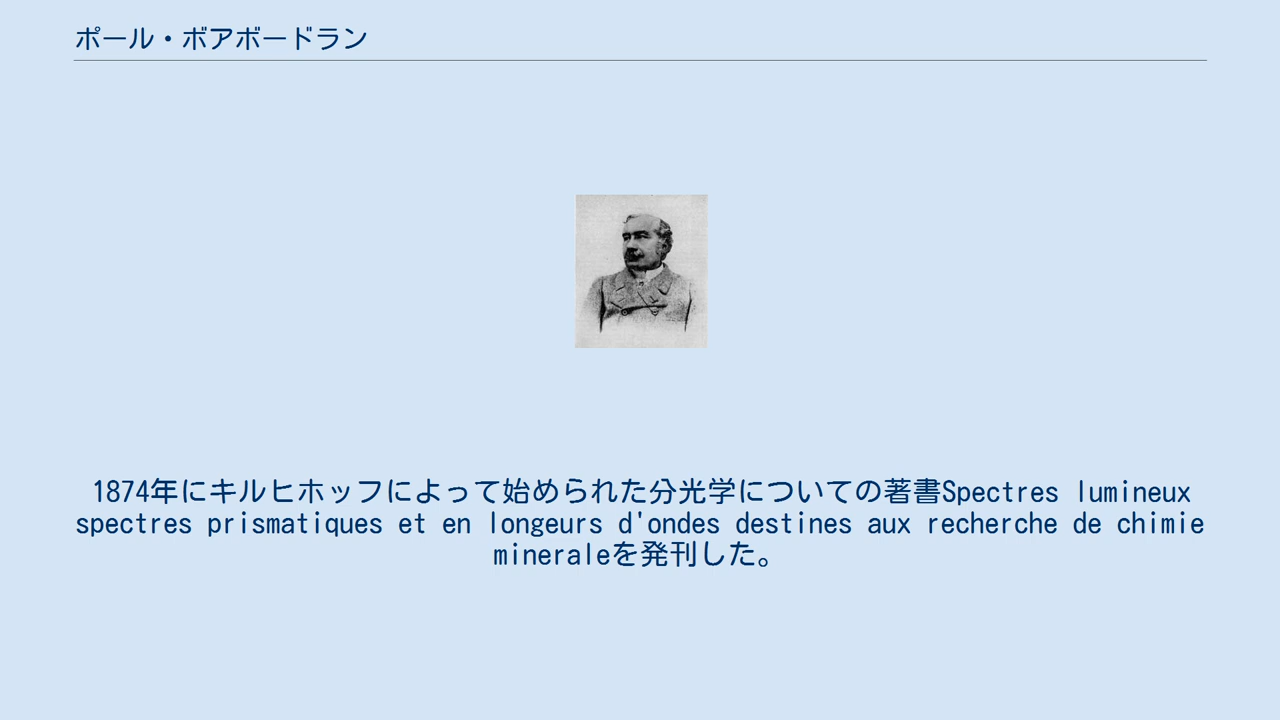 ポール・ボアボードラン
1874年にキルヒホッフによって始められた分光学についての著書Spectres lumineux
spectres prismatiques et en longeurs d'ondes destines aux recherche de chimie
mineraleを発刊した。